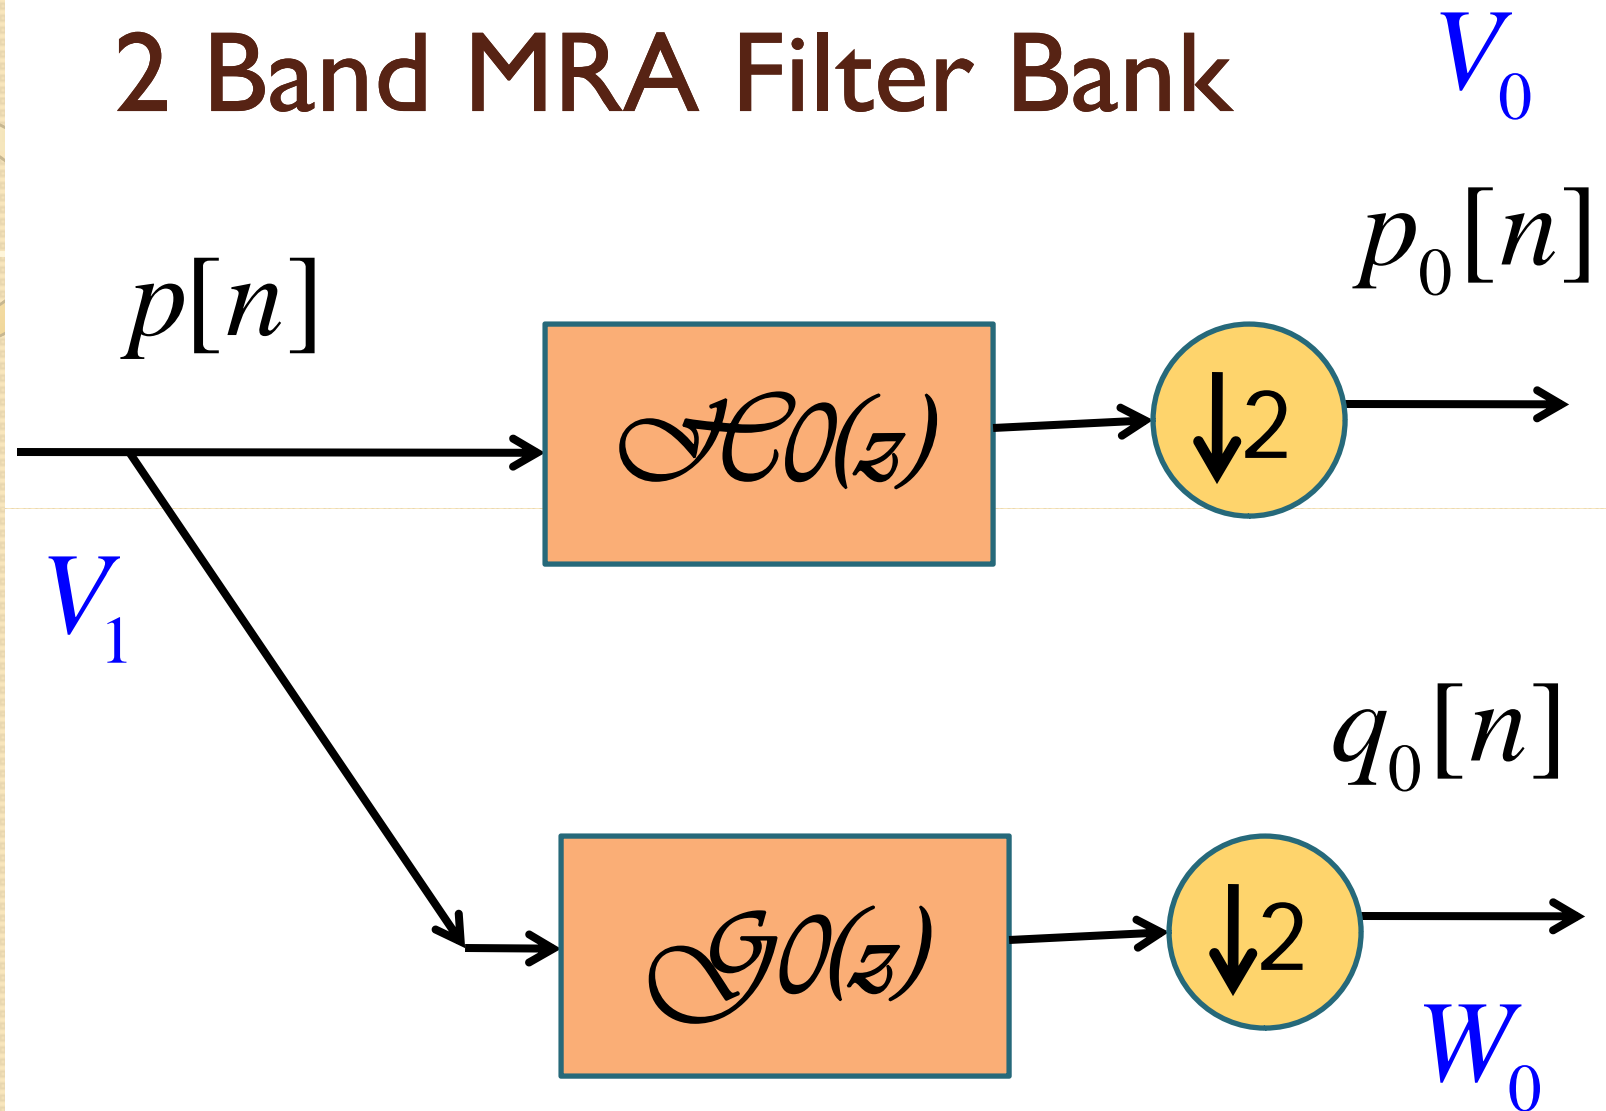 2 Band MRA Filter Bank
V₀
p₀[n]
p[n]
H0(z)
↓2
V₁
q₀[n]
G0(z)
↓2
W₀